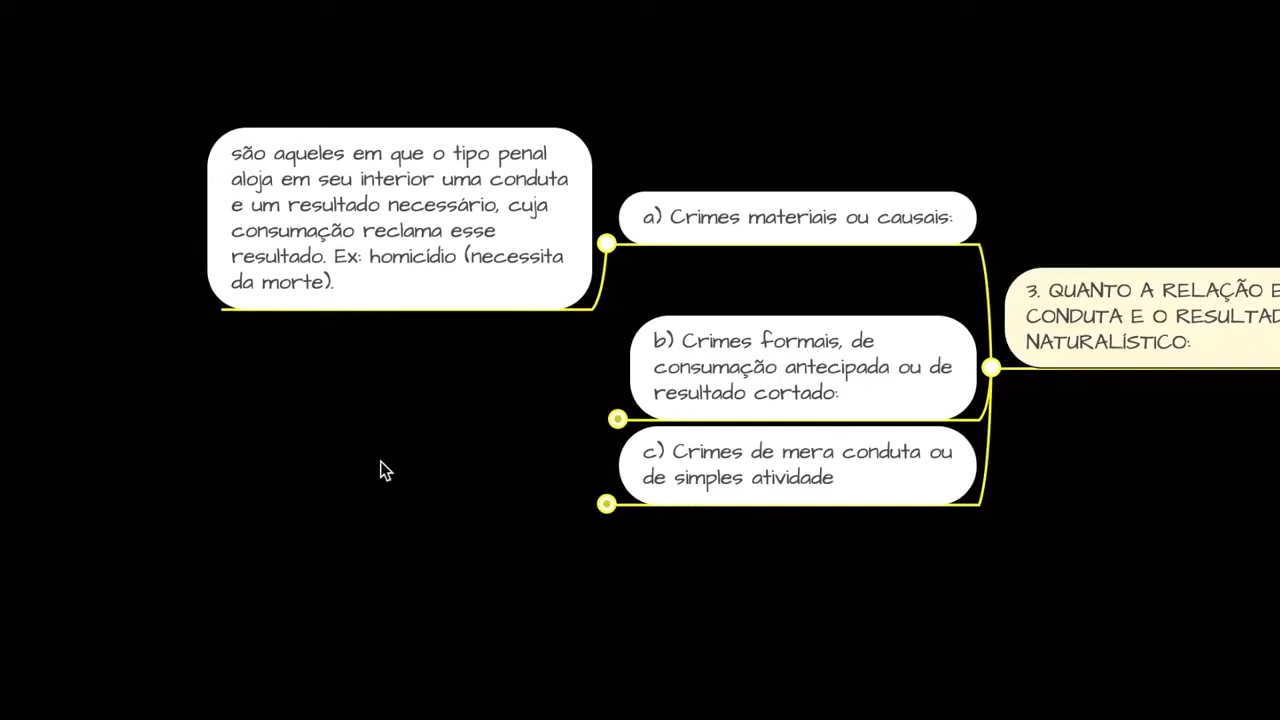 são aqueles em que o tipo penal
aloja em seu interior uma conduta
e um resultado necessário, cuja
consumação reclama esse
resultado. Ex: homicídio (necessita
da morte).
a) Crimes materiais ou causais:
b) Crimes formais, de
consumação antecipada ou de
resultado cortado:
c) Crimes de mera conduta ou
de simples atividade
3. QUANTO A RELAÇÃO
CONDUTA E O
NATURALÍSTICO: